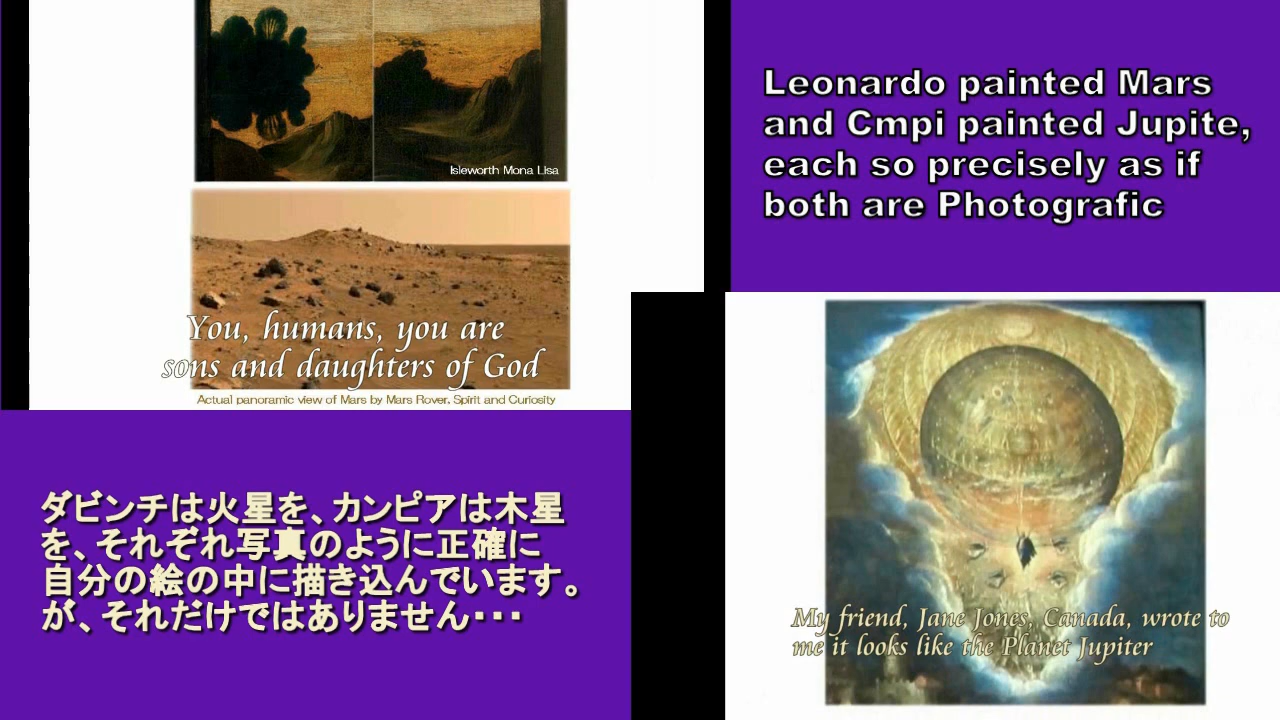 Isleworth Mona Lisa
You, humans, you are
sons and daughters of God
Actual panoramic view of Mars by Mars Rover, Spirit and Curiosity
Leonardo painted Mars
and Cmpi painted Jupite,
each so precisely as if
both are Photografic
ダビンチは火星を、カンピアは木星
を、それぞれ写真のように正確に
自分の絵の中に描き込んでいます。
が、それだけではありません・・・
My friend, Jane Jones, Canada, wrote to
me it looks like the Planet Jupiter